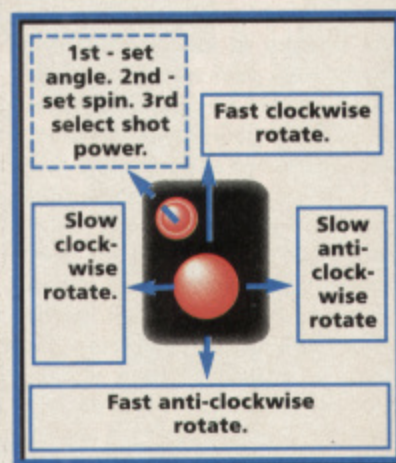 1st - set
angle. 2nd -
set spin. 3rd
select shot
power.
Fast clockwise
rotate.
Slow
clock-
wise
rotate.
Slow
anti-
clock-
wise
rotate
Fast anti-clockwise
rotate.